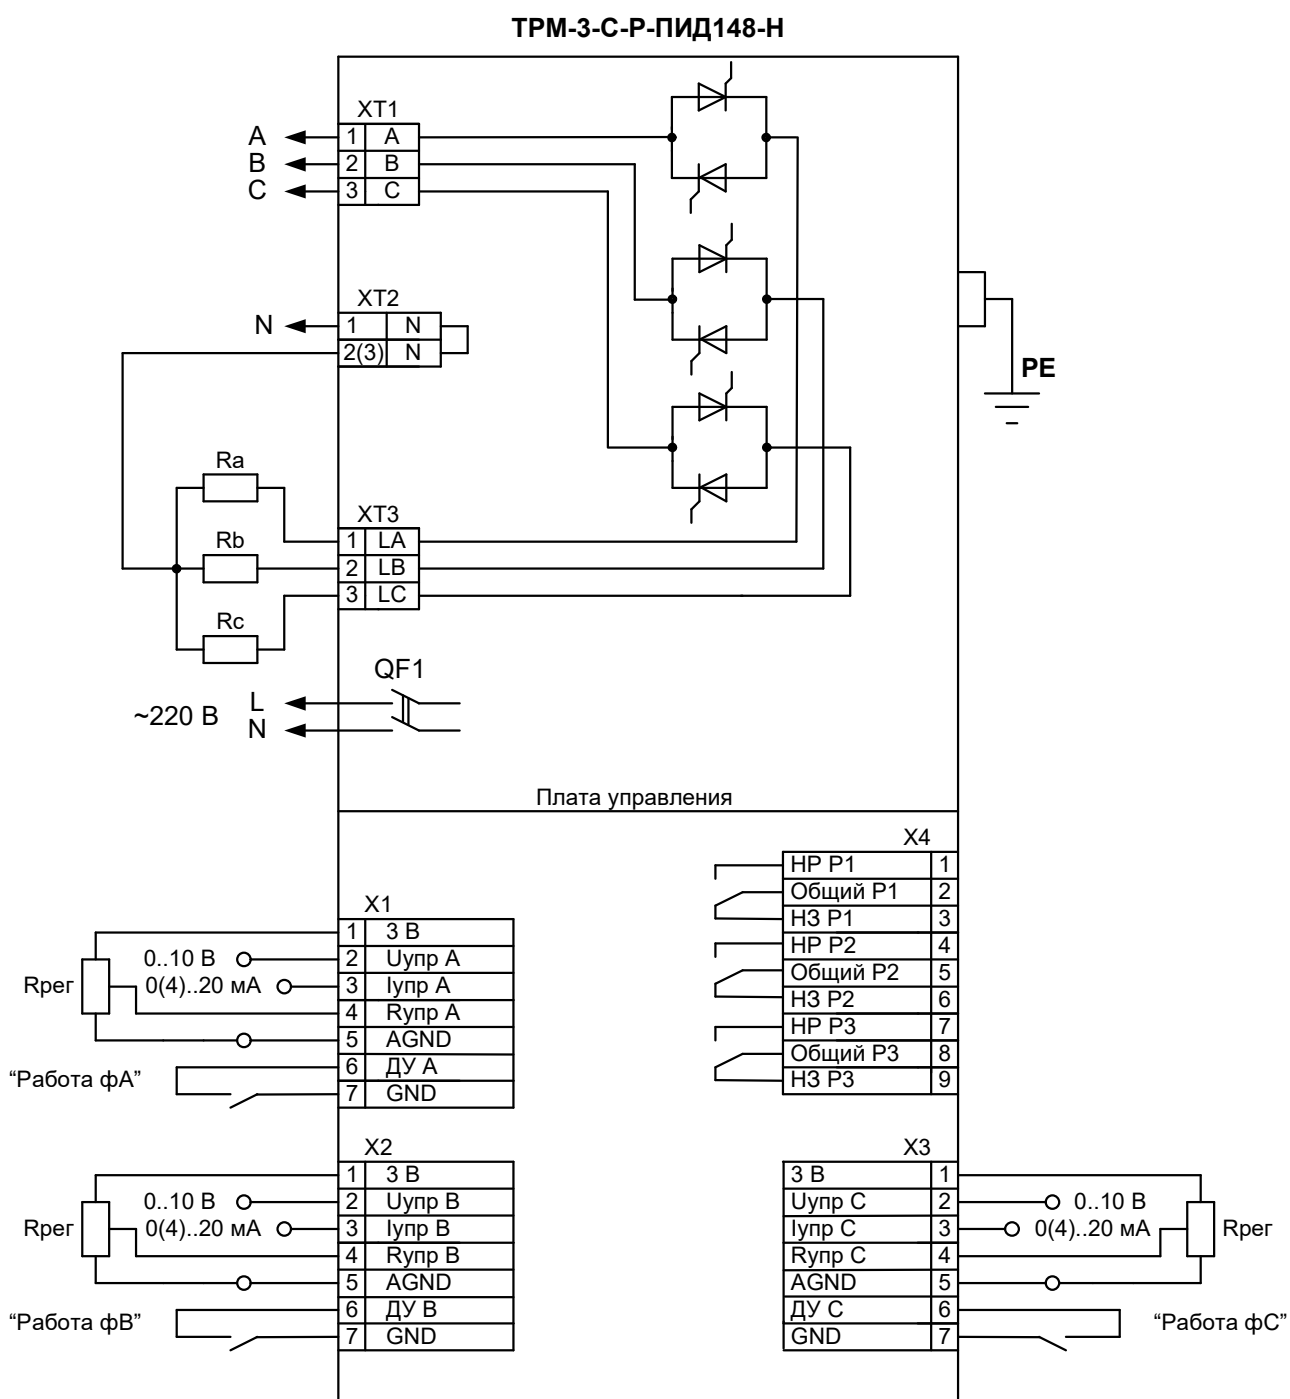 ТРМ-3-С-Р-ПИД148-Н
XT1
A 1 A
B 2 B
C 3 C
XT2
N 1 N
2(3) N
PE
Ra
XT3
Rb 1 LA
2 LB
3 LC
Rc
QF1
~220 В L
N
Плата управления
X4
НР Р1 1
Общий Р1 2
НЗ Р1 3
НР Р2 4
Общий Р2 5
НЗ Р2 6
НР Р3 7
Общий Р3 8
НЗ Р3 9
X1
1 3 В
0..10 В 2 Uупр А
Rрег 0(4)..20 мА 3 Iупр А
4 Rупр А
5 AGND
“Работа фА” 6 ДУ А
7 GND
X2
1 3 В
0..10 В 2 Uупр В
Rрег 0(4)..20 мА 3 Iупр В
4 Rупр В
5 AGND
“Работа фВ” 6 ДУ В
7 GND
X3
3 В 1
Uупр С 2 0..10 В
Iупр С 3 0(4)..20 мА Rрег
Rупр С 4
AGND 5
ДУ С 6 “Работа фС”
GND 7